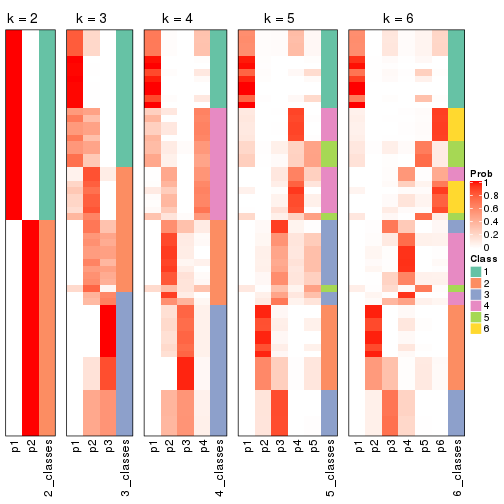 k = 2
k = 3
k = 4
k = 5
k = 6
p1
p2
2_classes
p1
p2
p3
3_classes
p1
p2
p3
p4
4_classes
p1
p2
p3
p4
p5
5_classes
p1
p2
p3
p4
p5
p6
6_classes
Prob
1
0.8
0.6
0.4
0.2
0
Class
1
2
3
4
5
6